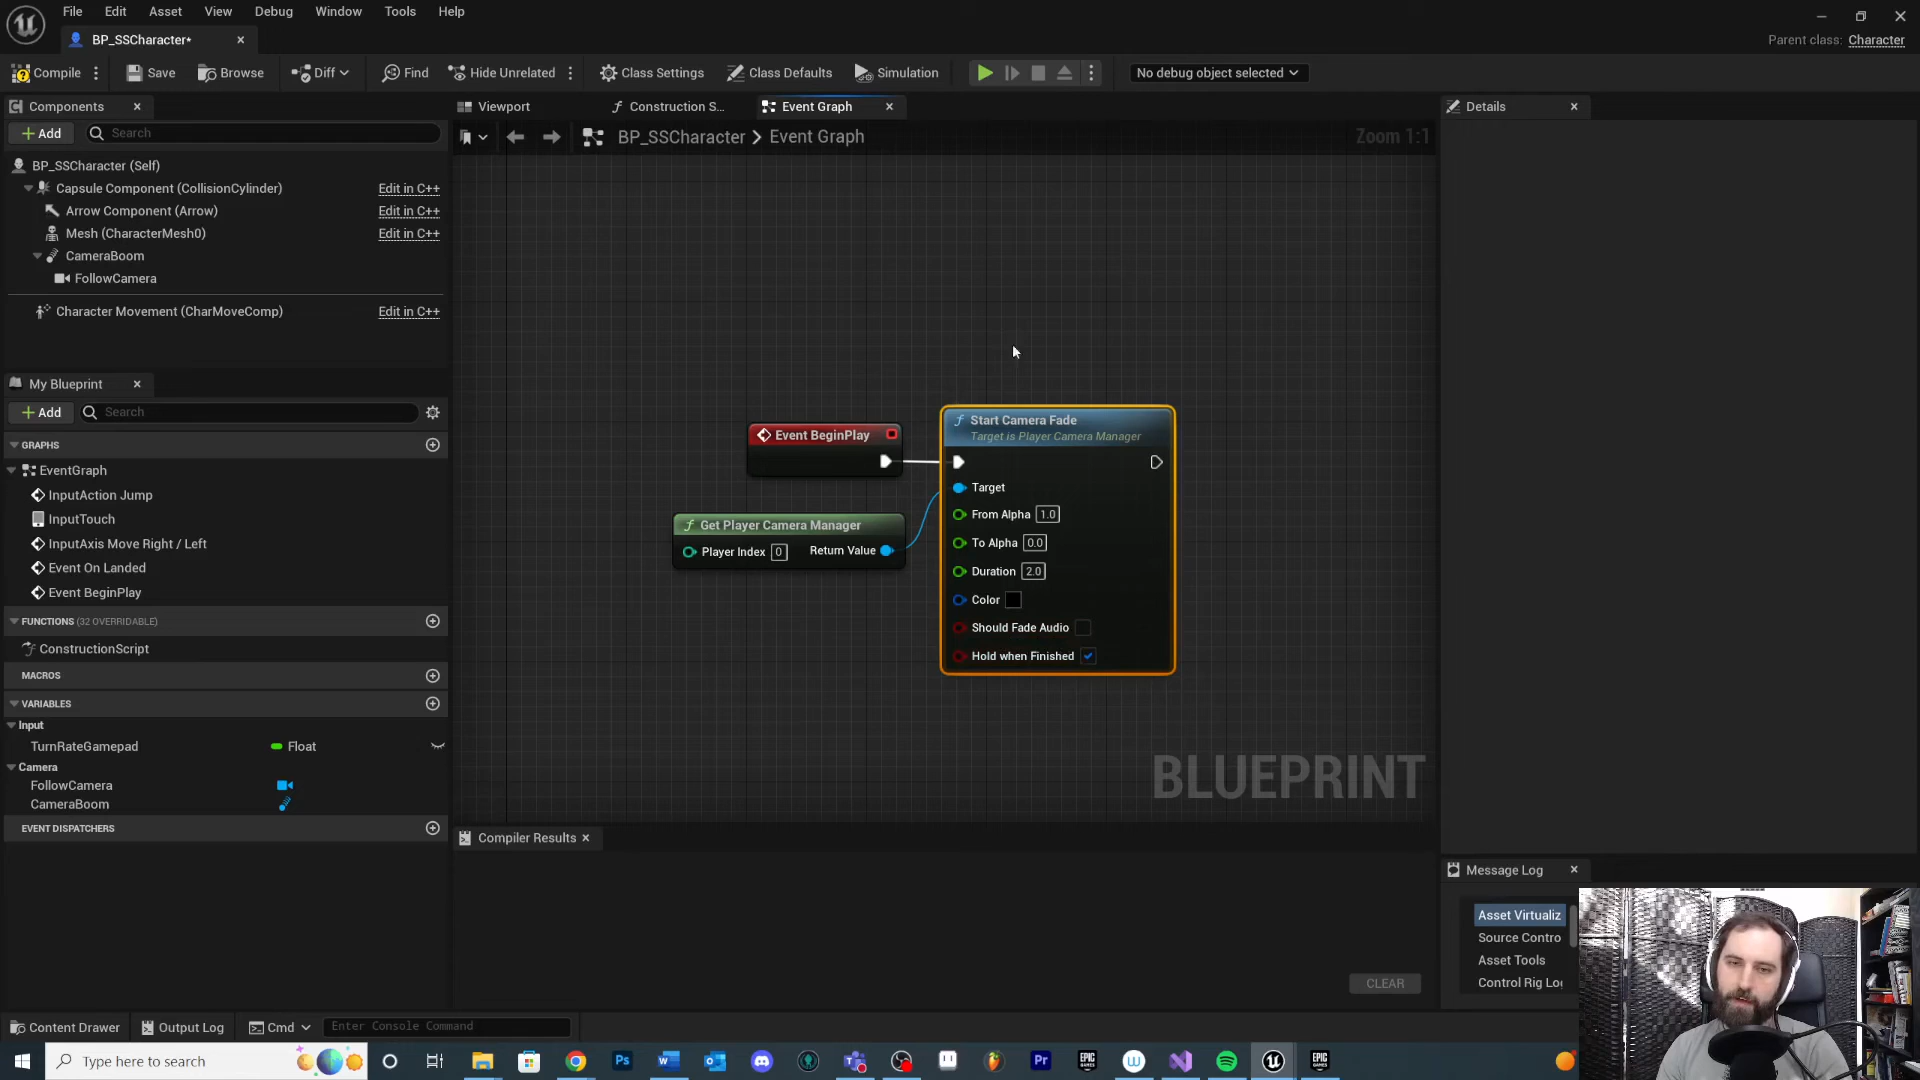 File Edit Asset View Debug Window Tools Help
BP_SSCharacter*
Parent class: Character
Compile Save Browse Diff Find Hide Unrelated Class Settings Class Defaults Simulation No debug object selected
Components
Add Search
BP_SSCharacter (Self)
Capsule Component (CollisionCylinder) Edit in C++
Arrow Component (Arrow) Edit in C++
Mesh (CharacterMesh0) Edit in C++
CameraBoom
FollowCamera
Character Movement (CharMoveComp) Edit in C++
My Blueprint
Add Search
GRAPHS
EventGraph
InputAction Jump
InputTouch
InputAxis Move Right / Left
Event On Landed
Event BeginPlay
FUNCTIONS (32 OVERRIDABLE)
ConstructionScript
MACROS
VARIABLES
Input
TurnRateGamepad Float
Camera
FollowCamera
CameraBoom
EVENT DISPATCHERS
Viewport Construction S... Event Graph
BP_SSCharacter > Event Graph Zoom 1:1
Event BeginPlay
Get Player Camera Manager
Player Index 0 Return Value
Start Camera Fade
Target is Player Camera Manager
Target
From Alpha 1.0
To Alpha 0.0
Duration 2.0
Color
Should Fade Audio
Hold when Finished
BLUEPRINT
Compiler Results
CLEAR
Details
Message Log
Asset Virtualiz
Source Contro
Asset Tools
Control Rig Log
Content Drawer Output Log Cmd Enter Console Command
Type here to search
Ps Pr EPIC GAMES EPIC GAMES